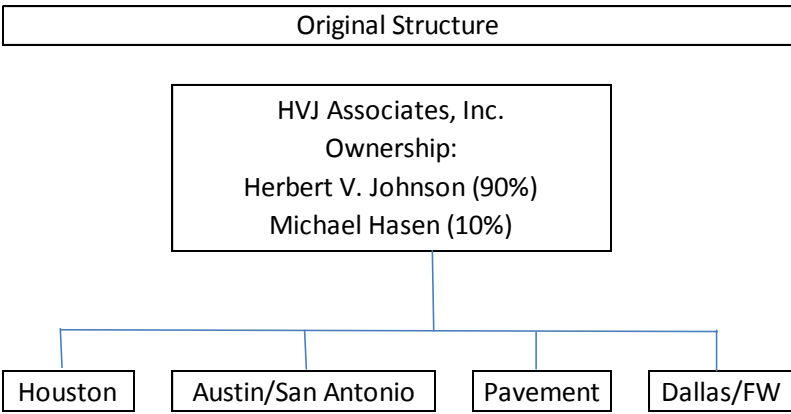 Original Structure
HVJ Associates, Inc.
Ownership:
Herbert V. Johnson (90%)
Michael Hasen (10%)
Houston
Austin/San Antonio
Pavement
Dallas/FW